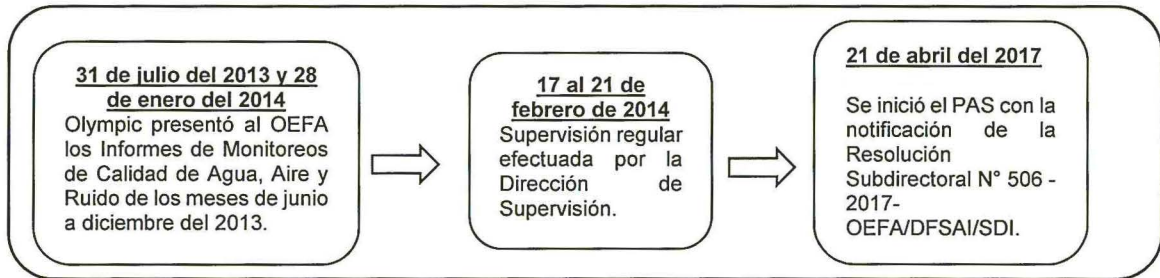 31 de julio del 2013 y 28
de enero del 2014
Olympic presentó al OEFA
los Informes de Monitoreos
de Calidad de Agua, Aire y
Ruido de los meses de junio
a diciembre del 2013.
17 al 21 de
febrero de 2014
Supervisión regular
efectuada por la
Dirección de
Supervisión.
21 de abril del 2017
Se inició el PAS con la
notificación de la
Resolución
Subdirectoral N° 506 -
2017-
OEFA/DFSAI/SDI.